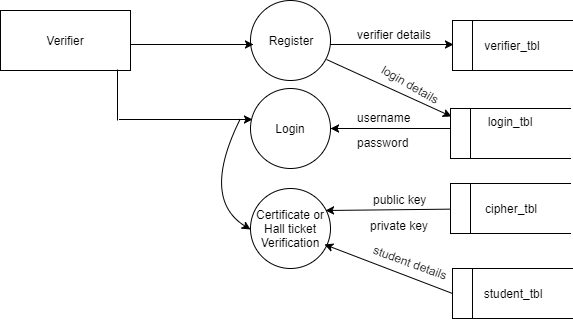 Verifier
Register
verifier details
verifier_tbl
login details
Login
username
password
login_tbl
Certificate or
Hall ticket
Verification
public key
private key
cipher_tbl
student details
student_tbl